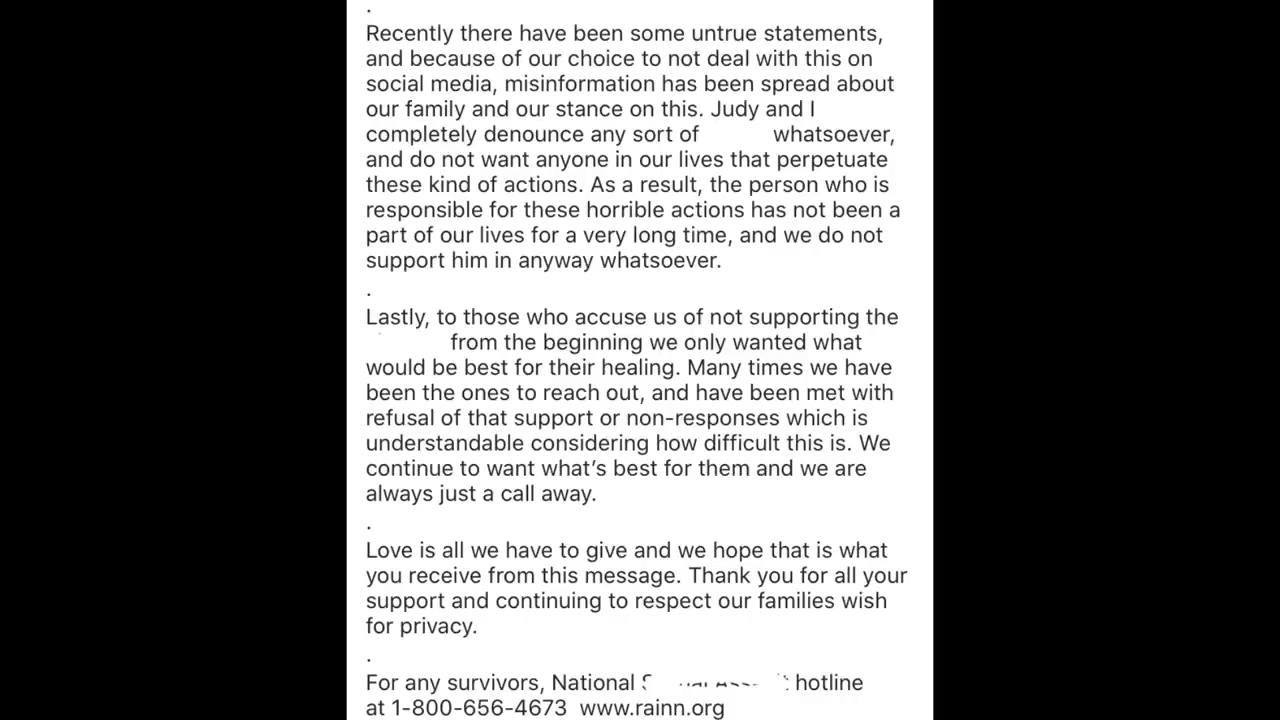 .
Recently there have been some untrue statements,
and because of our choice to not deal with this on
social media, misinformation has been spread about
our family and our stance on this. Judy and I
completely denounce any sort of whatsoever,
and do not want anyone in our lives that perpetuate
these kind of actions. As a result, the person who is
responsible for these horrible actions has not been a
part of our lives for a very long time, and we do not
support him in anyway whatsoever.
.
Lastly, to those who accuse us of not supporting the
from the beginning we only wanted what
would be best for their healing. Many times we have
been the ones to reach out, and have been met with
refusal of that support or non-responses which is
understandable considering how difficult this is. We
continue to want what’s best for them and we are
always just a call away.
.
Love is all we have to give and we hope that is what
you receive from this message. Thank you for all your
support and continuing to respect our families wish
for privacy.
.
For any survivors, National hotline
at 1-800-656-4673 www.rainn.org